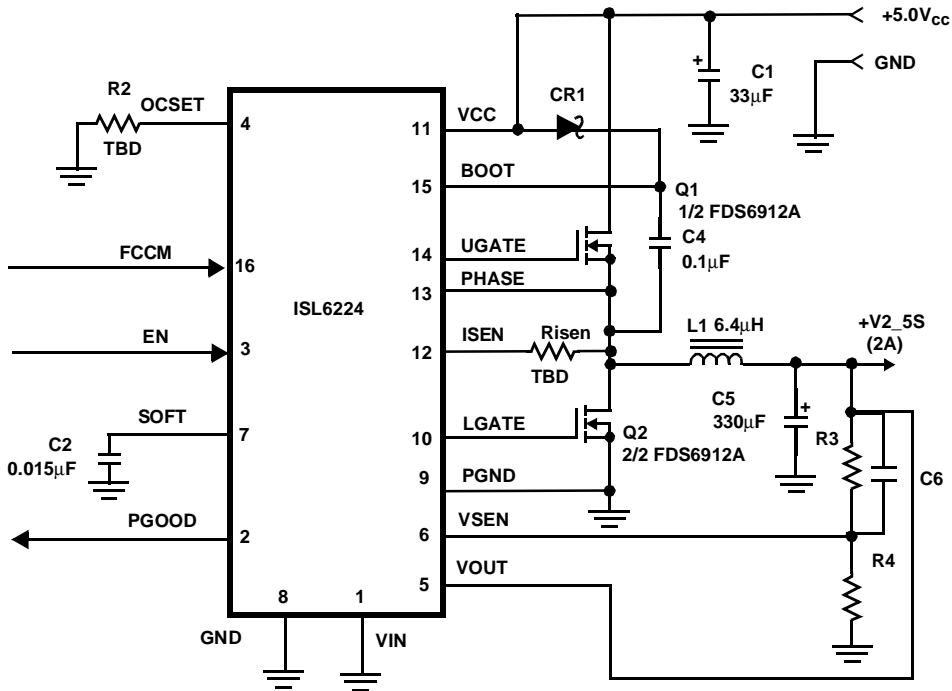 +5.0Vcc
GND
+
C1
33μF
R2
OCSET
TBD
4
11
VCC
CR1
15
BOOT
Q1
1/2 FDS6912A
FCCM
16
14
UGATE
C4
0.1μF
13
PHASE
ISL6224
EN
3
12
ISEN
Risen
TBD
L1 6.4μH
+V2_5S
(2A)
SOFT
7
C2
0.015μF
10
LGATE
Q2
2/2 FDS6912A
C5
330μF
+
R3
C6
9
PGND
PGOOD
2
6
VSEN
R4
5
VOUT
8
1
GND
VIN